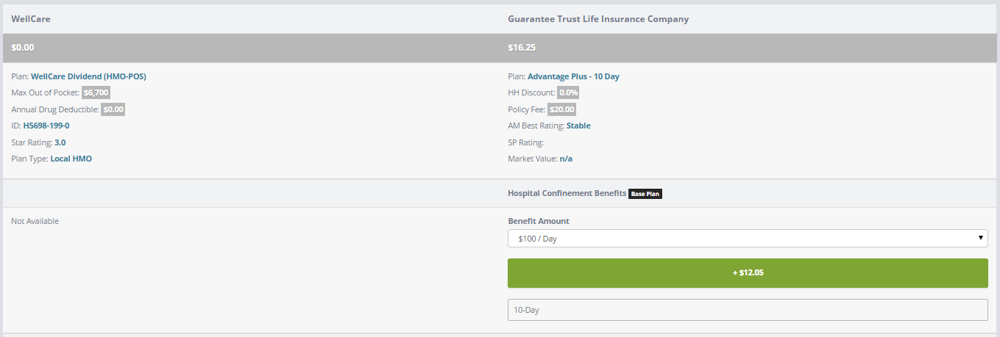 WellCare
Guarantee Trust Life Insurance Company
$0.00
$16.25
Plan: WellCare Dividend (HMO-POS)
Max Out of Pocket: $6,700
Annual Drug Deductible: $0.00
ID: H5698-199-0
Star Rating: 3.0
Plan Type: Local HMO
Plan: Advantage Plus - 10 Day
HH Discount: 0.0%
Policy Fee: $20.00
AM Best Rating: Stable
SP Rating:
Market Value: n/a
Hospital Confinement Benefits Base Plan
Not Available
Benefit Amount
$100 / Day
+ $12.05
10-Day